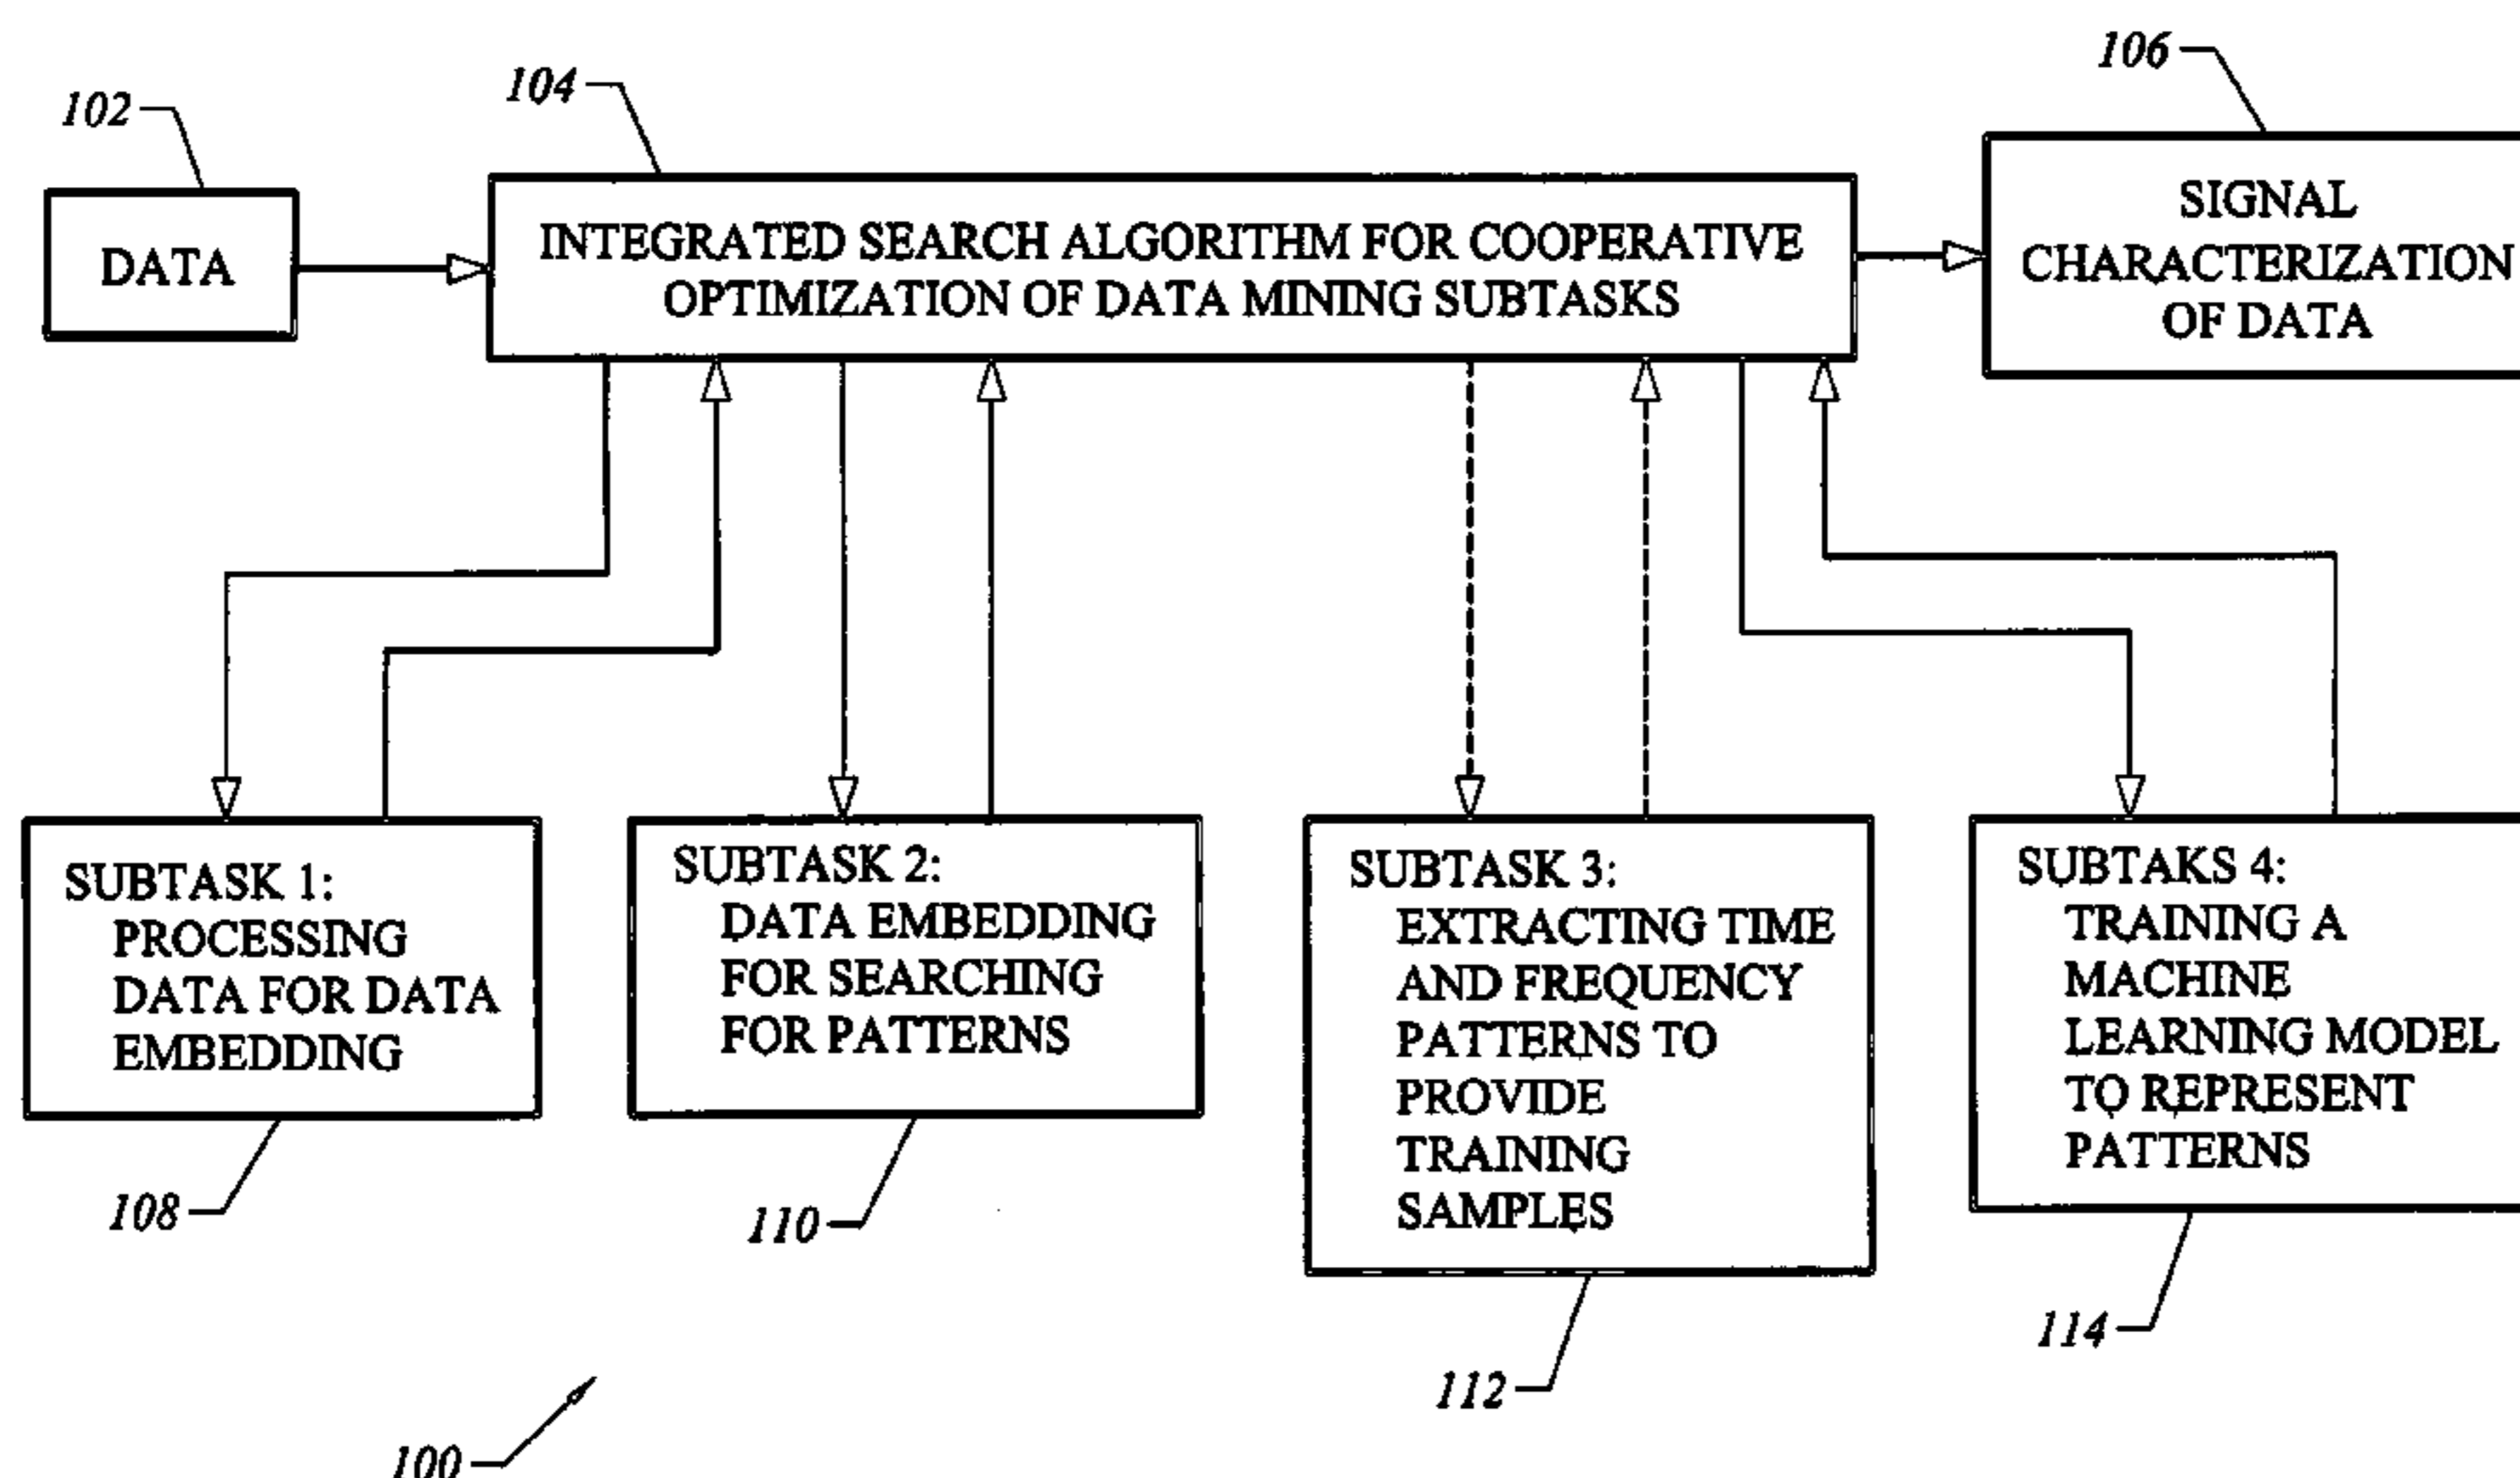 102
104
106
DATA
INTEGRATED SEARCH ALGORITHM FOR COOPERATIVE
OPTIMIZATION OF DATA MINING SUBTASKS
SIGNAL
CHARACTERIZATION
OF DATA
SUBTASK 1:
PROCESSING
DATA FOR DATA
EMBEDDING
108
SUBTASK 2:
DATA EMBEDDING
FOR SEARCHING
FOR PATTERNS
110
SUBTASK 3:
EXTRACTING TIME
AND FREQUENCY
PATTERNS TO
PROVIDE
TRAINING
SAMPLES
112
SUBTAKS 4:
TRAINING A
MACHINE
LEARNING MODEL
TO REPRESENT
PATTERNS
114
100